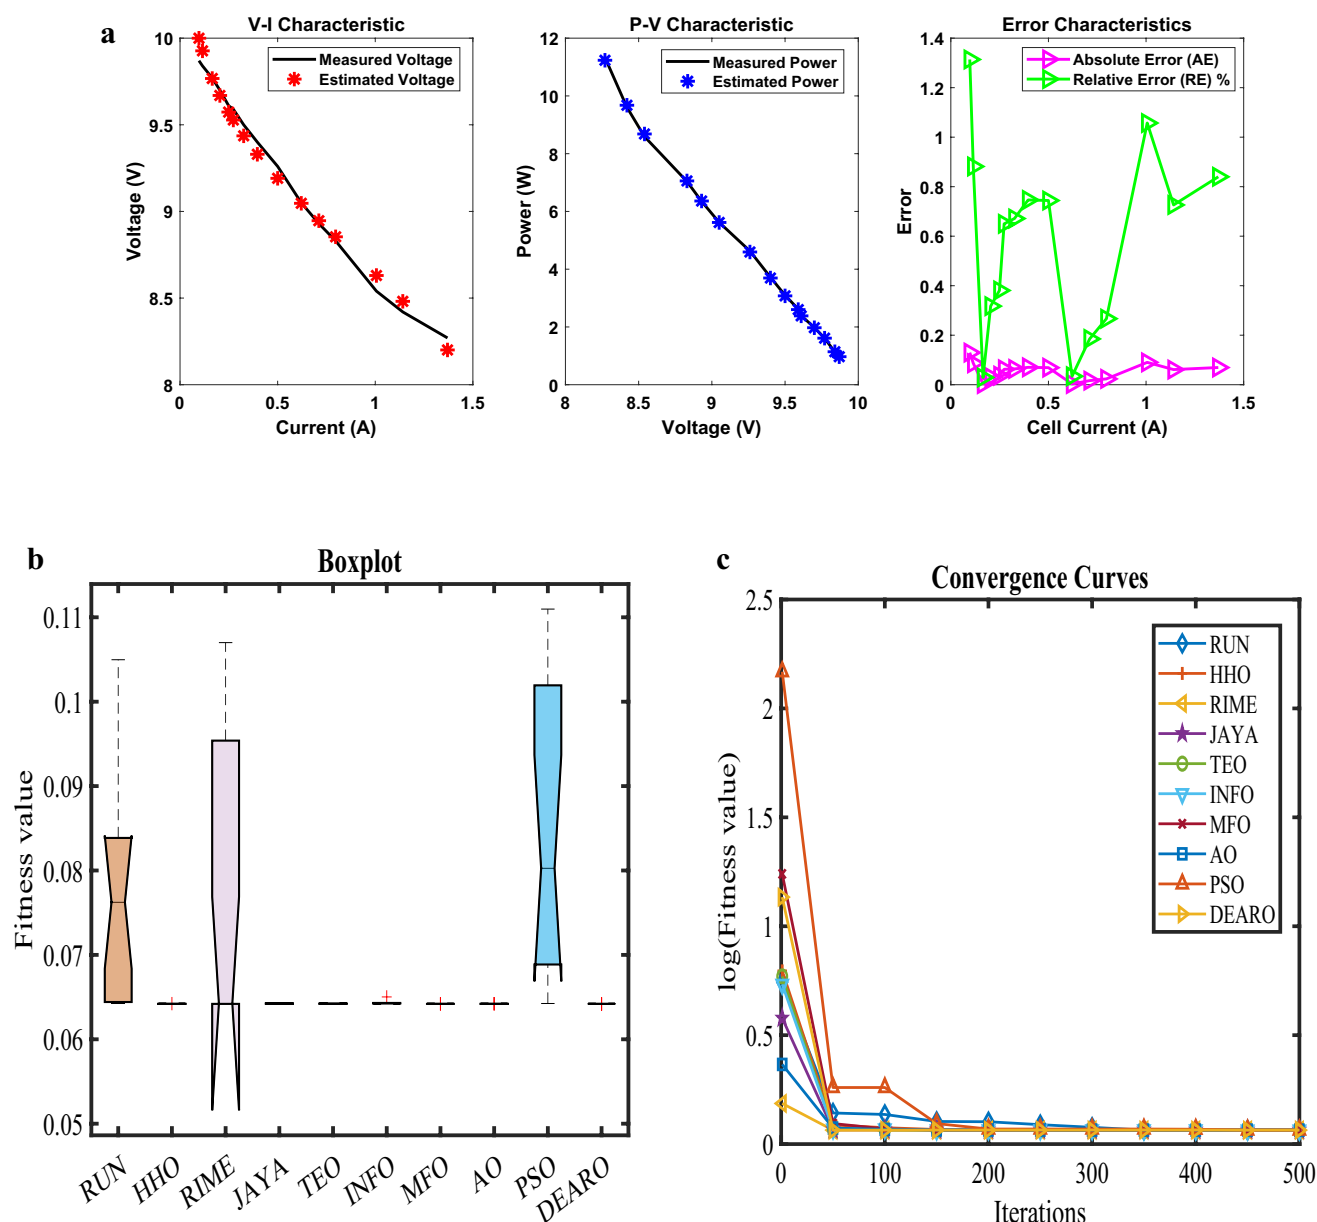 a
V-I Characteristic
10
9.5
9
8.5
8
0
0.5
1
1.5
Voltage (V)
Current (A)
Measured Voltage
Estimated Voltage
P-V Characteristic
12
10
8
6
4
2
0
8
8.5
9
9.5
10
Power (W)
Voltage (V)
Measured Power
Estimated Power
Error Characteristics
1.4
1.2
1
0.8
0.6
0.4
0.2
0
0
0.5
1
1.5
Error
Cell Current (A)
Absolute Error (AE)
Relative Error (RE) %
b
Boxplot
0.11
0.1
0.09
0.08
0.07
0.06
0.05
Fitness value
RUN
HHO
RIME
JAYA
TEO
INFO
MFO
AO
PSO
DEARO
c
Convergence Curves
2.5
2
1.5
1
0.5
0
log(Fitness value)
0
100
200
300
400
500
Iterations
RUN
HHO
RIME
JAYA
TEO
INFO
MFO
AO
PSO
DEARO